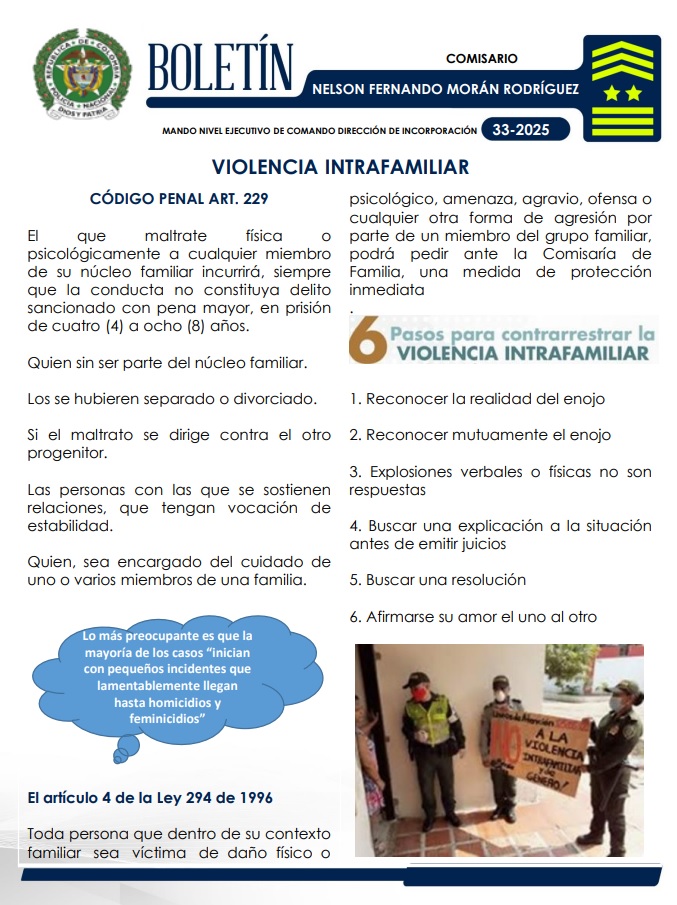 REPUBLICA DE COLOMBIA
POLICIA NACIONAL
DIOS Y PATRIA
BOLETÍN
COMISARIO
NELSON FERNANDO MORÁN RODRÍGUEZ
MANDO NIVEL EJECUTIVO DE COMANDO DIRECCIÓN DE INCORPORACIÓN
33-2025
VIOLENCIA INTRAFAMILIAR
CÓDIGO PENAL ART. 229
El que maltrate física o
psicológicamente a cualquier miembro
de su núcleo familiar incurrirá, siempre
que la conducta no constituya delito
sancionado con pena mayor, en prisión
de cuatro (4) a ocho (8) años.
Quien sin ser parte del núcleo familiar.
Los se hubieren separado o divorciado.
Si el maltrato se dirige contra el otro
progenitor.
Las personas con las que se sostienen
relaciones, que tengan vocación de
estabilidad.
Quien, sea encargado del cuidado de
uno o varios miembros de una familia.
Lo más preocupante es que la
mayoría de los casos “inician
con pequeños incidentes que
lamentablemente llegan
hasta homicidios y
feminicidios”
El artículo 4 de la Ley 294 de 1996
Toda persona que dentro de su contexto
familiar sea víctima de daño físico o
psicológico, amenaza, agravio, ofensa o
cualquier otra forma de agresión por
parte de un miembro del grupo familiar,
podrá pedir ante la Comisaría de
Familia, una medida de protección
inmediata
.
6 Pasos para contrarrestar la
VIOLENCIA INTRAFAMILIAR
1. Reconocer la realidad del enojo
2. Reconocer mutuamente el enojo
3. Explosiones verbales o físicas no son
respuestas
4. Buscar una explicación a la situación
antes de emitir juicios
5. Buscar una resolución
6. Afirmarse su amor el uno al otro
NO
A LA
VIOLENCIA
INTRAFAMILIAR
y de
GENERO!